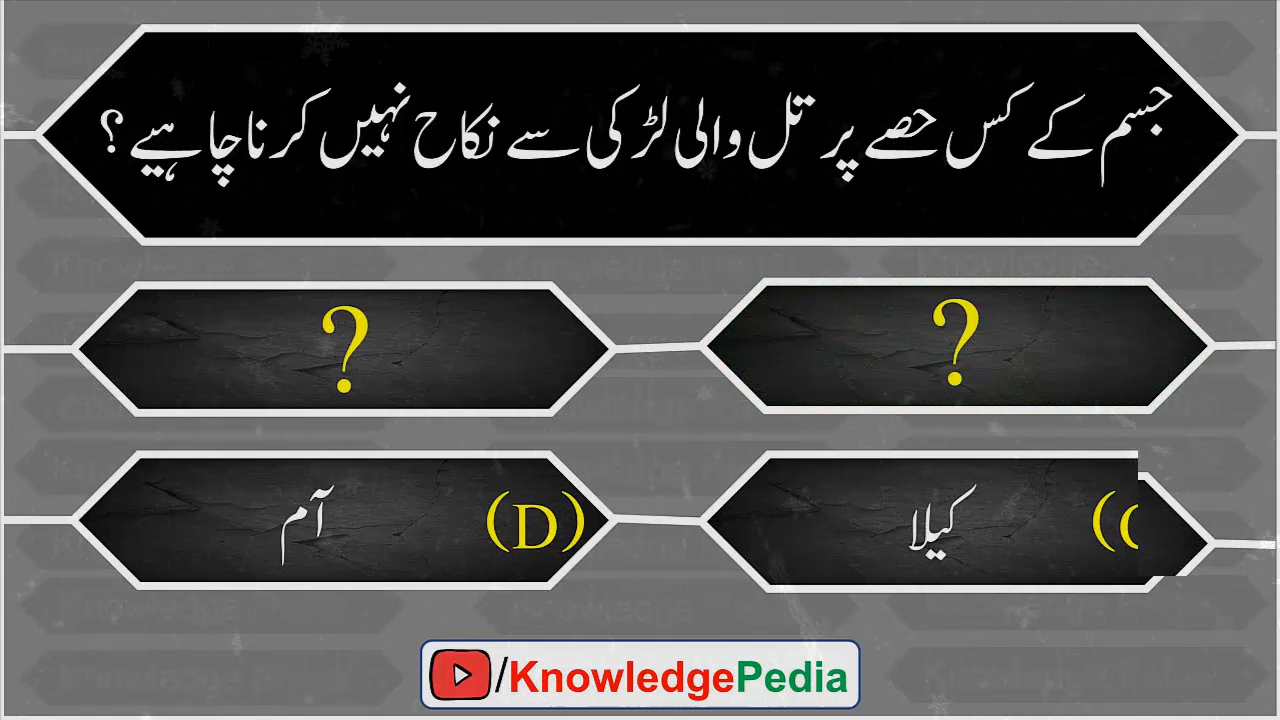 جسم کے کس حصے پر تل والی لڑکی سے نکاح نہیں کرنا چاہیے ؟
?
?
کیلا
(D) آم
/KnowledgePedia